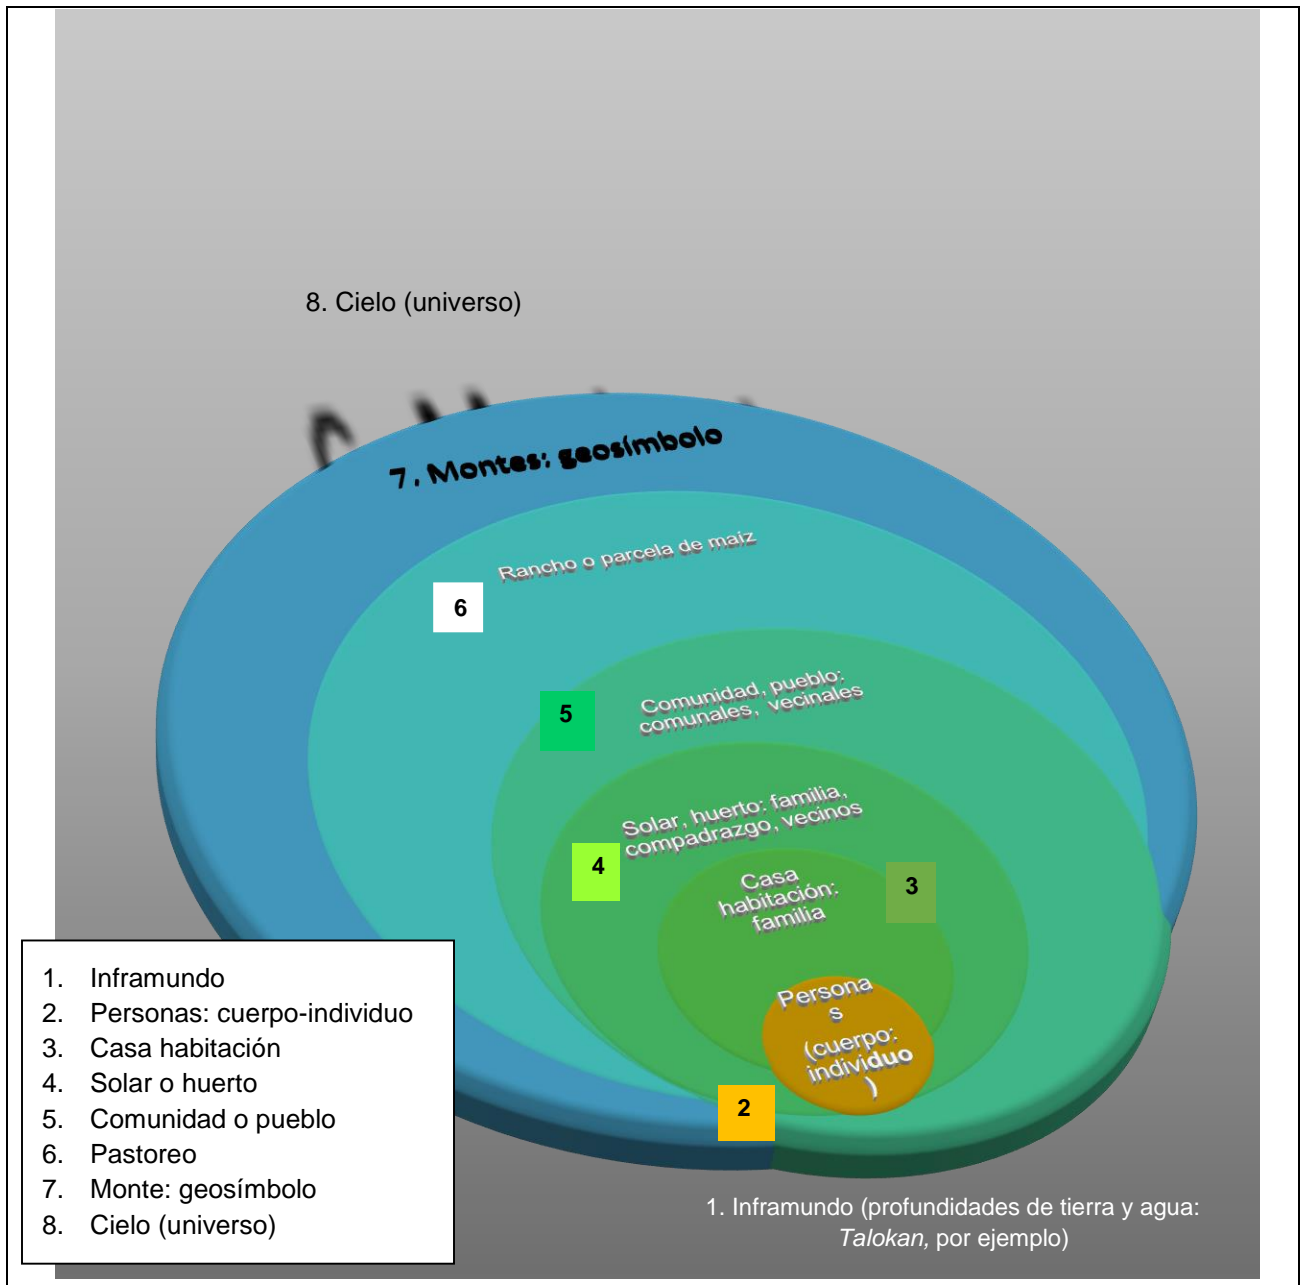 8. Cielo (universo)
7. Montes: geosímbolo
Rancho o parcela de maíz
6
Comunidad, pueblo:
comunales, vecinales
5
Solar, huerto: familia,
compadrazgo, vecinos
4
Casa
habitación:
familia
3
Persona
s
(cuerpo:
individuo
)
2
1. Inframundo
2. Personas: cuerpo-individuo
3. Casa habitación
4. Solar o huerto
5. Comunidad o pueblo
6. Pastoreo
7. Monte: geosímbolo
8. Cielo (universo)
1. Inframundo (profundidades de tierra y agua:
Talokan, por ejemplo)